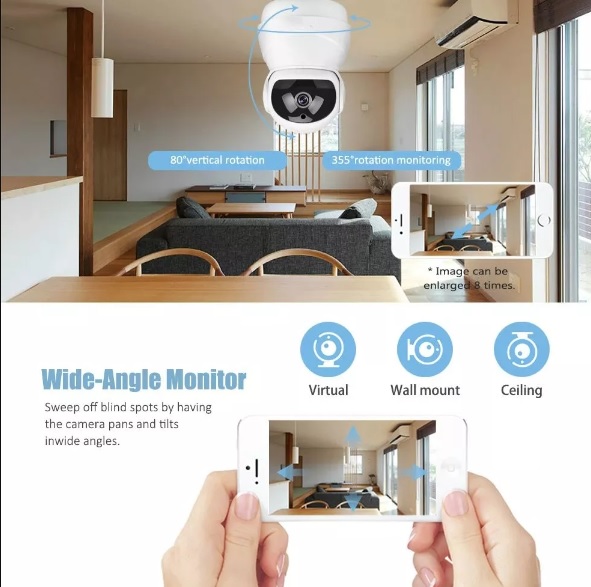 80°vertical rotation
355°rotation monitoring
* Image can be
enlarged 8 times.
Wide-Angle Monitor
Sweep off blind spots by having
the camera pans and tilts
inwide angles.
Virtual
Wall mount
Ceiling